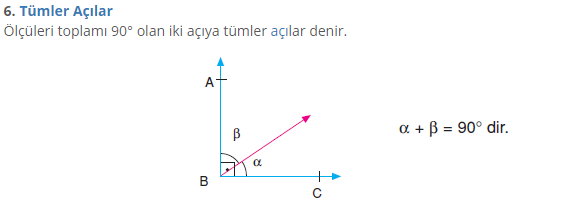 6. Tümler Açılar
Ölçüleri toplamı 90° olan iki açıya tümler açılar denir.
A
β
α + β = 90° dir.
α
B
C